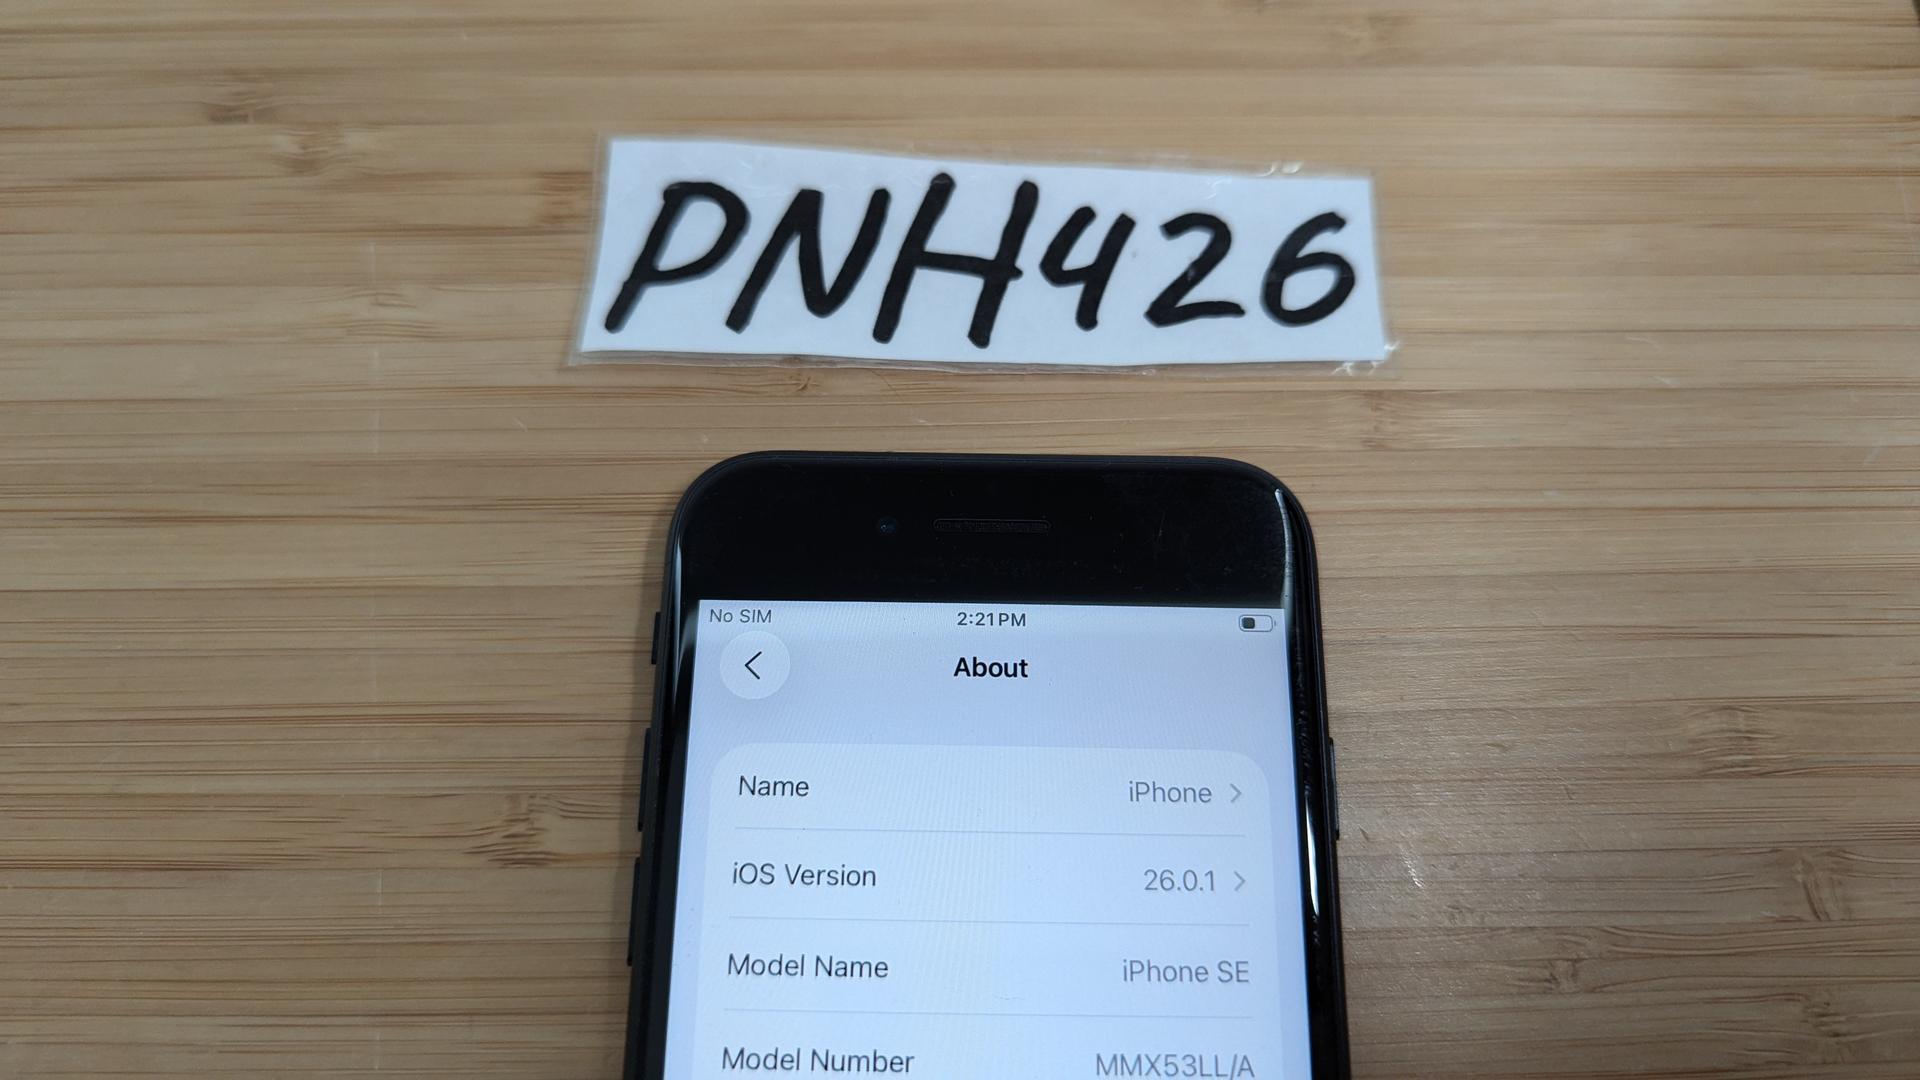 PNH426
No SIM 2:21 PM
About
Name iPhone
iOS Version 26.0.1
Model Name iPhone SE
Model Number MMX53LL/A